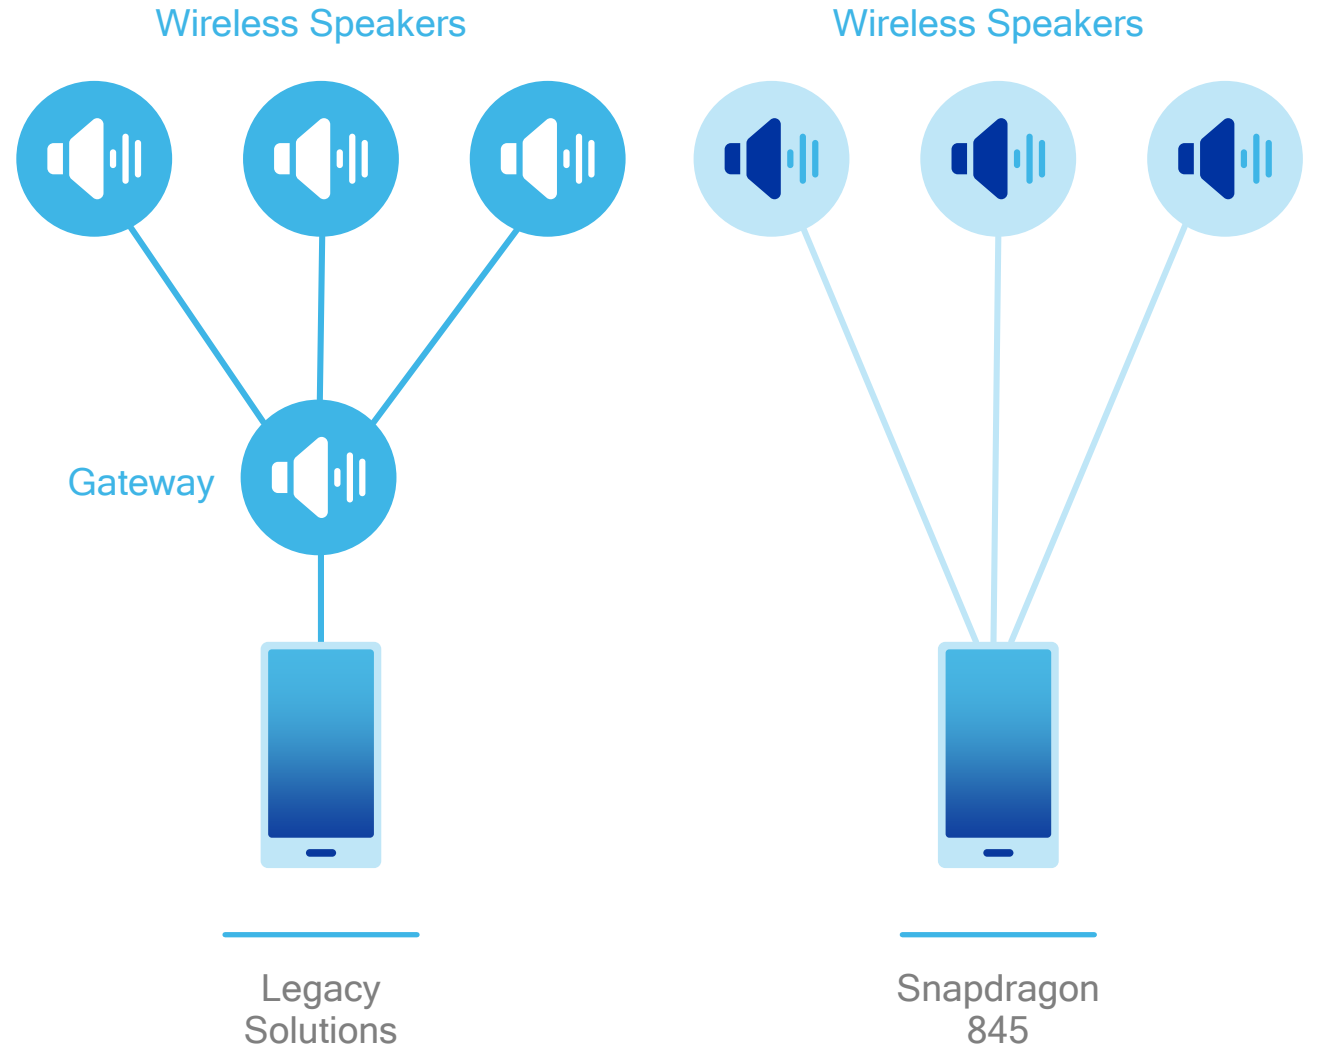 Wireless Speakers
Wireless Speakers
Gateway
Legacy
Solutions
Snapdragon
845